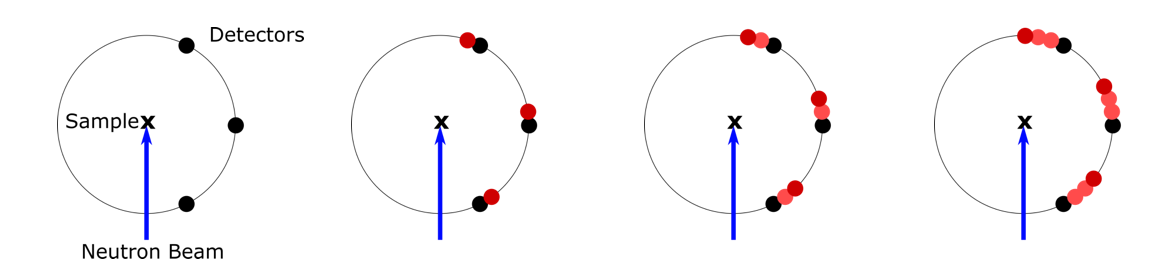 Detectors
Sample x
Neutron Beam
x
x
x